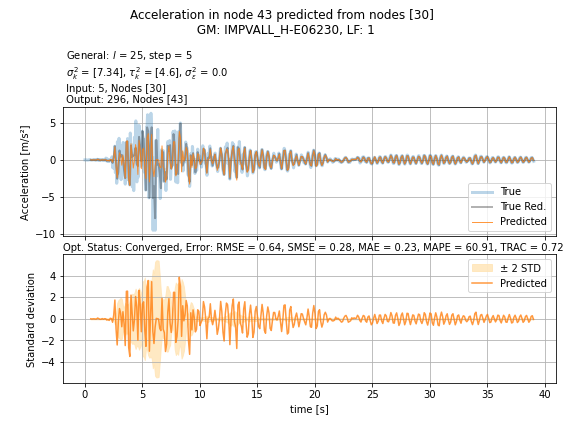 Acceleration in node 43 predicted from nodes [30]
GM: IMPVALL_H-E06230, LF: 1
General: l = 25, step = 5
σ²ₖ = [7.34], τ²ₖ = [4.6], σ²ₑ = 0.0
Input: 5, Nodes [30]
Output: 296, Nodes [43]
Acceleration [m/s²]
5
0
−5
−10
True
True Red.
Predicted
Opt. Status: Converged, Error: RMSE = 0.64, SMSE = 0.28, MAE = 0.23, MAPE = 60.91, TRAC = 0.72
Standard deviation
4
2
0
−2
−4
± 2 STD
Predicted
0 5 10 15 20 25 30 35 40
time [s]